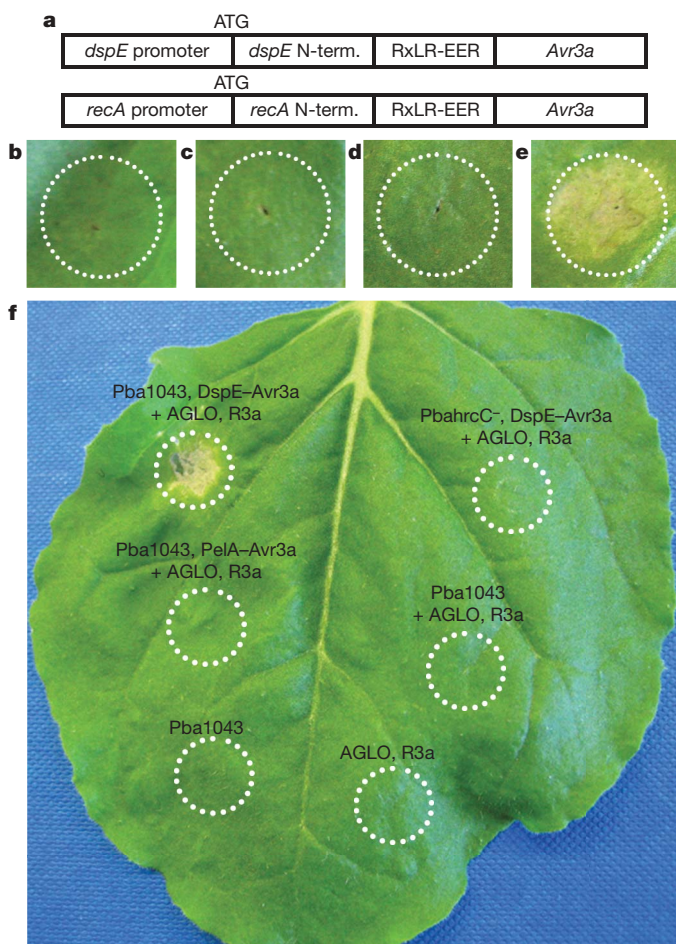 a
ATG
dspE promoter dspE N-term. RxLR-EER Avr3a
ATG
recA promoter recA N-term. RxLR-EER Avr3a
b c d e
f
Pba1043, DspE–Avr3a
+ AGLO, R3a
PbahrcC⁻, DspE–Avr3a
+ AGLO, R3a
Pba1043, PelA–Avr3a
+ AGLO, R3a
Pba1043
+ AGLO, R3a
Pba1043
AGLO, R3a